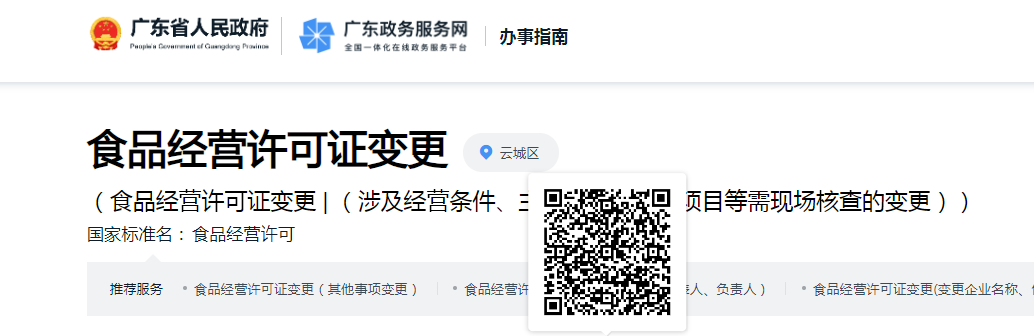 广东省人民政府
People's Government of Guangdong Province
广东政务服务网
全国一体化在线政务服务平台
办事指南
食品经营许可证变更
云城区
（食品经营许可证变更 | （涉及经营条件、 项目等需现场核查的变更））
国家标准名： 食品经营许可
推荐服务 • 食品经营许可证变更（其他事项变更） • 食品经营许 人、负责人） • 食品经营许可证变更(变更企业名称、